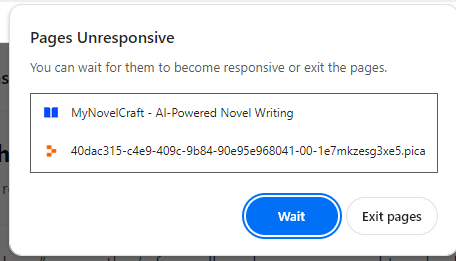 Pages Unresponsive
You can wait for them to become responsive or exit the pages.
MyNovelCraft - AI-Powered Novel Writing
40dac315-c4e9-409c-9b84-90e95e968041-00-1e7mkzesg3xe5.pica
Wait
Exit pages